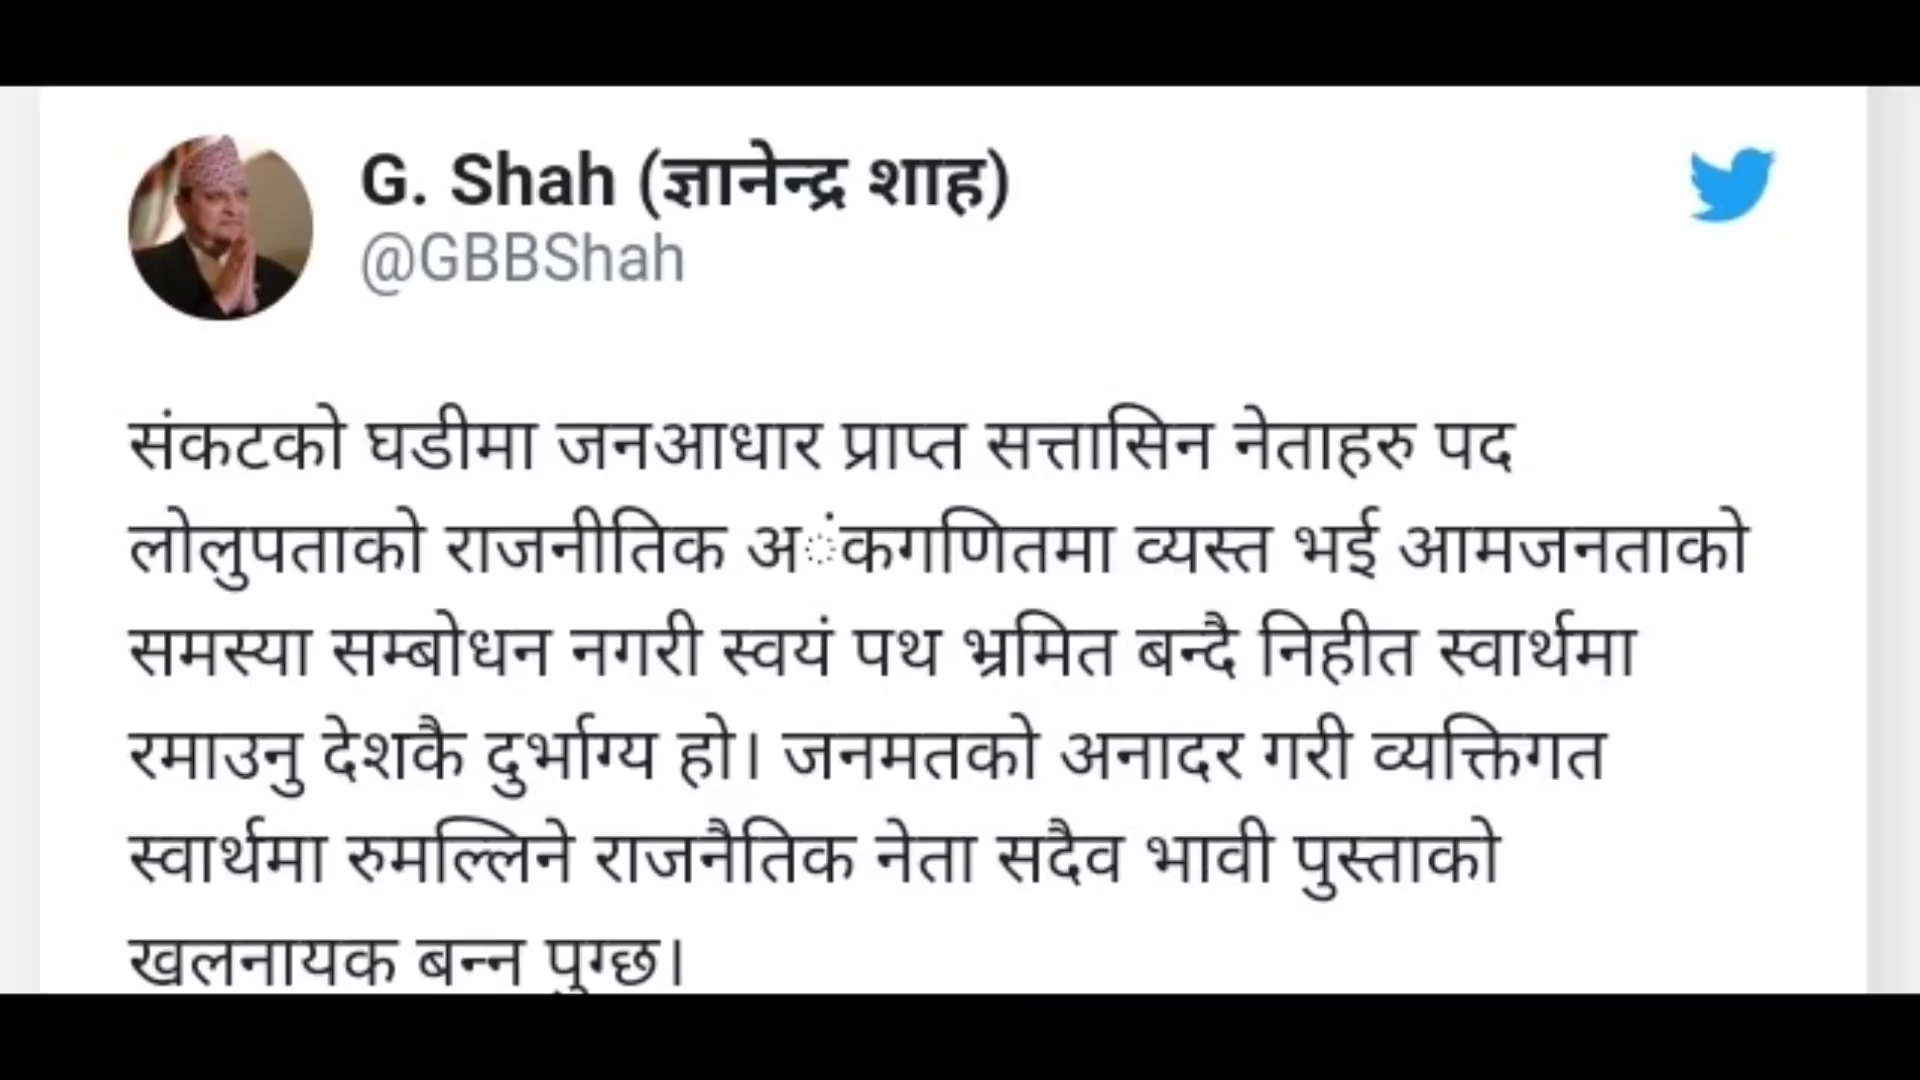 G. Shah (ज्ञानेन्द्र शाह)
@GBBShah
संकटको घडीमा जनआधार प्राप्त सत्तासिन नेताहरु पद
लोलुपताको राजनीतिक अंकगणितमा व्यस्त भई आमजनताको
समस्या सम्बोधन नगरी स्वयं पथ भ्रमित बन्दै निहीत स्वार्थमा
रमाउनु देशकै दुर्भाग्य हो। जनमतको अनादर गरी व्यक्तिगत
स्वार्थमा रुमल्लिने राजनैतिक नेता सदैव भावी पुस्ताको
खलनायक बन्न पुग्छ।